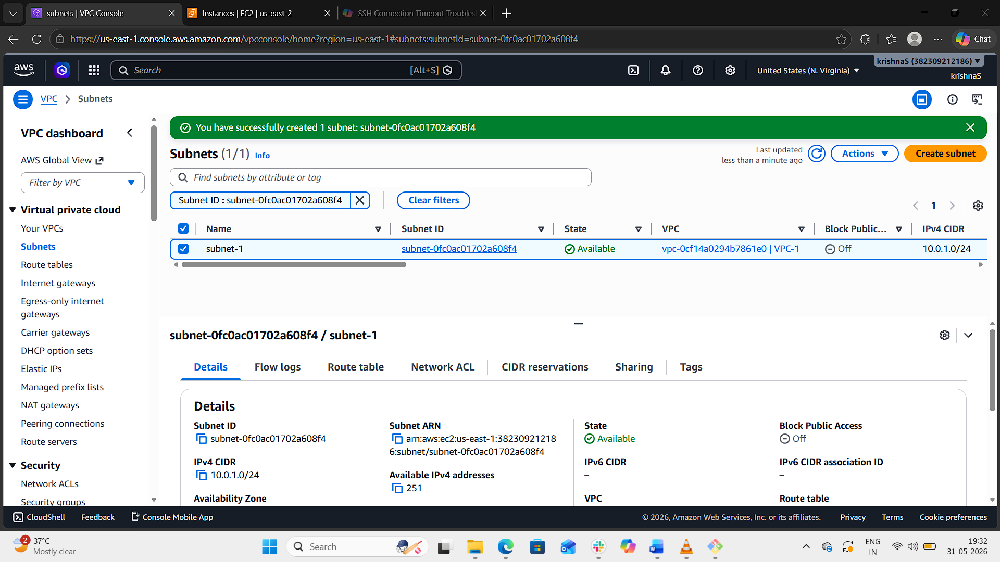 subnets | VPC Console
Instances | EC2 | us-east-2
SSH Connection Timeout Troubles
https://us-east-1.console.aws.amazon.com/vpcconsole/home?region=us-east-1#subnets:subnetId=subnet-0fc0ac01702a608f4
Chat
aws
Search
[Alt+S]
United States (N. Virginia)
krishnaS (382309212186)
krishnaS
VPC
Subnets
VPC dashboard
AWS Global View
Filter by VPC
Virtual private cloud
Your VPCs
Subnets
Route tables
Internet gateways
Egress-only internet
gateways
Carrier gateways
DHCP option sets
Elastic IPs
Managed prefix lists
NAT gateways
Peering connections
Route servers
Security
Network ACLs
Security groups
You have successfully created 1 subnet: subnet-0fc0ac01702a608f4
Subnets (1/1) Info
Last updated
less than a minute ago
Actions
Create subnet
Find subnets by attribute or tag
Subnet ID : subnet-0fc0ac01702a608f4
Clear filters
1
Name Subnet ID State VPC Block Public... IPv4 CIDR
subnet-1 subnet-0fc0ac01702a608f4 Available vpc-0cf14a0294b7861e0 | VPC-1 Off 10.0.1.0/24
subnet-0fc0ac01702a608f4 / subnet-1
Details Flow logs Route table Network ACL CIDR reservations Sharing Tags
Details
Subnet ID
subnet-0fc0ac01702a608f4
IPv4 CIDR
10.0.1.0/24
Availability Zone
Subnet ARN
arn:aws:ec2:us-east-1:38230921218
6:subnet/subnet-0fc0ac01702a608f4
Available IPv4 addresses
251
State
Available
IPv6 CIDR
–
VPC
Block Public Access
Off
IPv6 CIDR association ID
–
Route table
CloudShell Feedback Console Mobile App
© 2026, Amazon Web Services, Inc. or its affiliates. Privacy Terms Cookie preferences
2
37°C
Mostly clear
Search
ENG
IN
19:32
31-05-2026